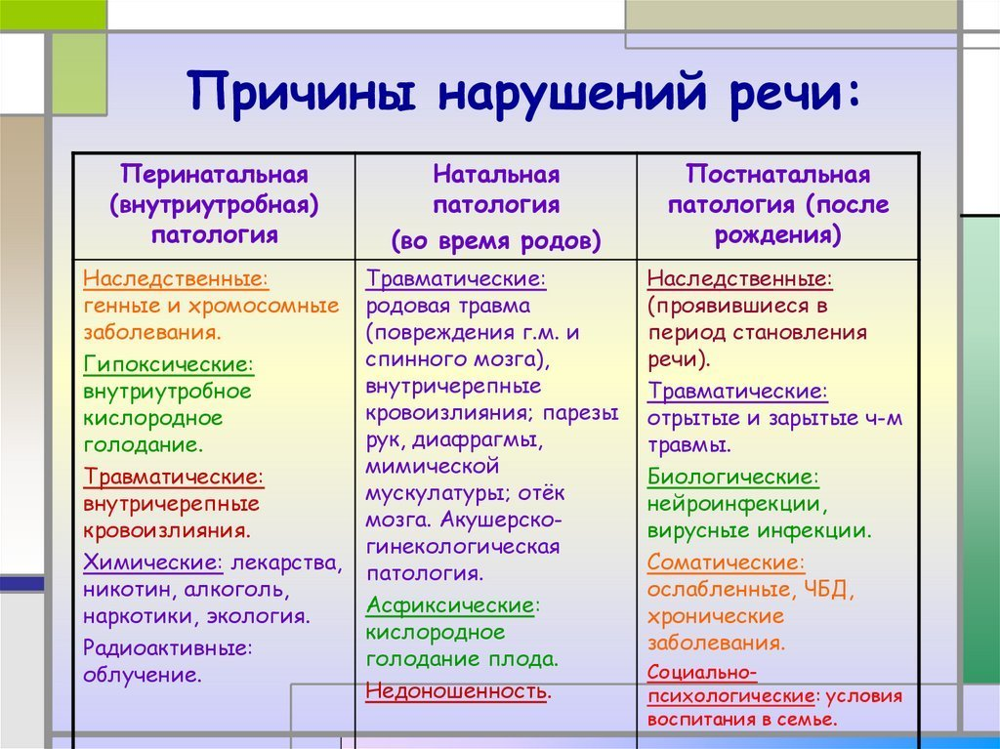 Причины нарушений речи:
Перинатальная
(внутриутробная)
патология
Натальная
патология
(во время родов)
Постнатальная
патология (после
рождения)
Наследственные:
генные и хромосомные
заболевания.
Гипоксические:
внутриутробное
кислородное
голодание.
Травматические:
внутричерепные
кровоизлияния.
Химические: лекарства,
никотин, алкоголь,
наркотики, экология.
Радиоактивные:
облучение.
Травматические:
родовая травма
(повреждения г.м. и
спинного мозга),
внутричерепные
кровоизлияния; парезы
рук, диафрагмы,
мимической
мускулатуры; отёк
мозга. Акушерско-
гинекологическая
патология.
Асфиксические:
кислородное
голодание плода.
Недоношенность.
Наследственные:
(проявившиеся в
период становления
речи).
Травматические:
отрытые и зарытые ч-м
травмы.
Биологические:
нейроинфекции,
вирусные инфекции.
Соматические:
ослабленные, ЧБД,
хронические
заболевания.
Социально-
психологические: условия
воспитания в семье.